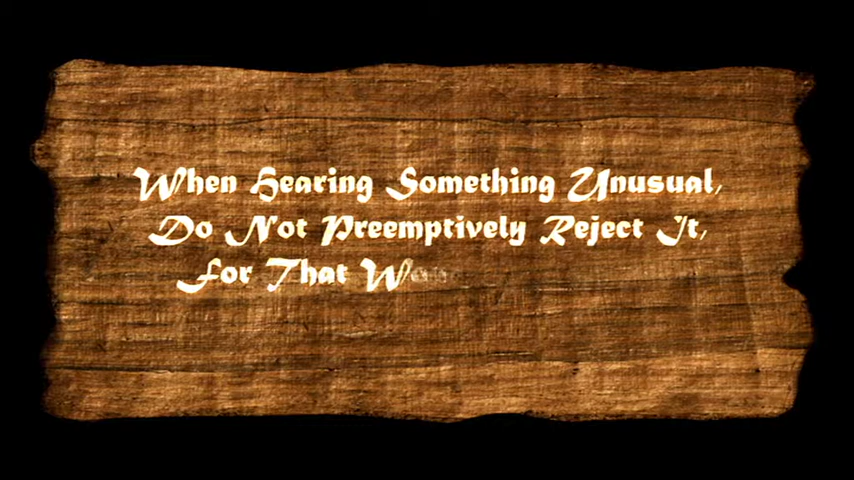 When Hearing Something Unusual,
Do Not Preemptively Reject It,
For That